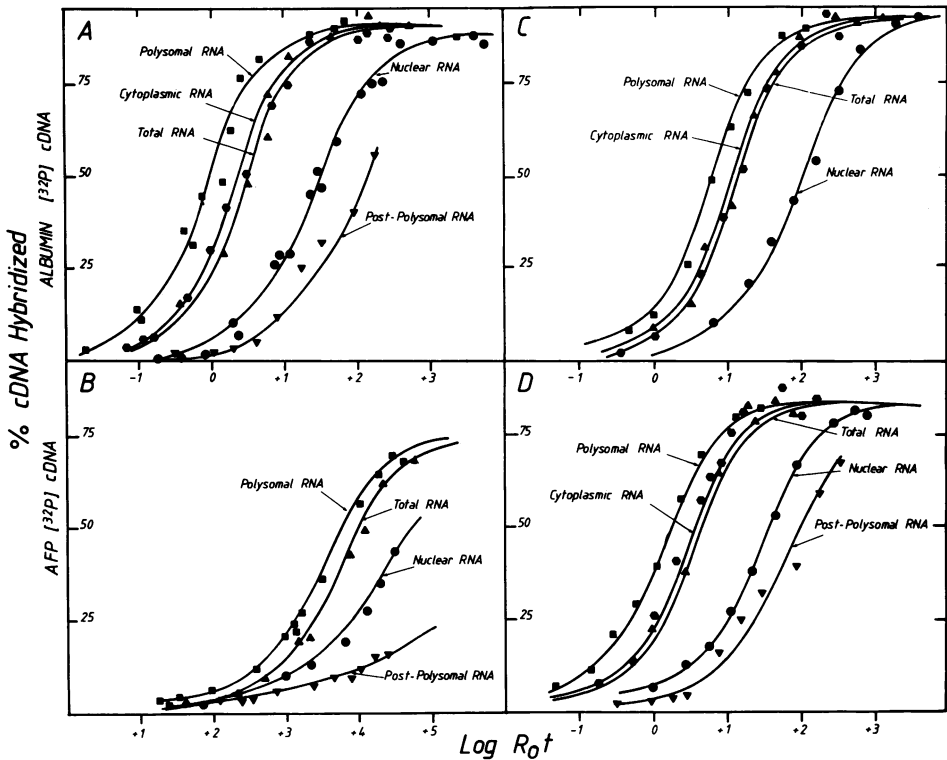 % cDNA Hybridized
ALBUMIN [32P] cDNA
AFP [32P] cDNA
A
Polysomal RNA
Cytoplasmic RNA
Total RNA
Nuclear RNA
Post-Polysomal RNA
75
50
25
-1
0
+1
+2
+3
C
Polysomal RNA
Cytoplasmic RNA
Total RNA
Nuclear RNA
75
50
25
-1
0
+1
+2
+3
B
Polysomal RNA
Total RNA
Nuclear RNA
Post-Polysomal RNA
75
50
25
+1
+2
+3
+4
+5
D
Polysomal RNA
Cytoplasmic RNA
Total RNA
Nuclear RNA
Post-Polysomal RNA
75
50
25
-1
0
+1
+2
+3
Log R₀t